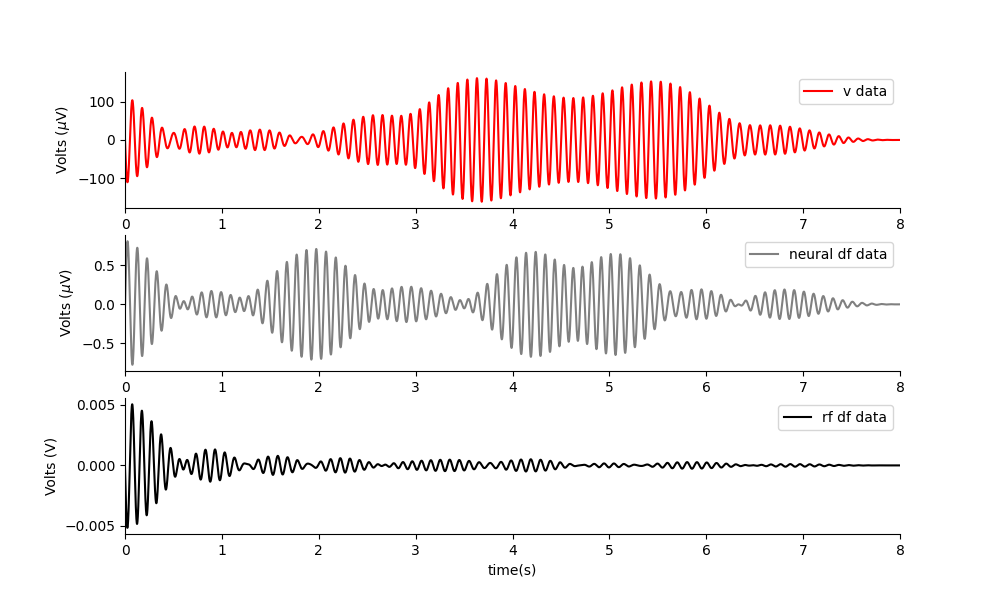 v data
Volts (μV)
100
0
−100
0 1 2 3 4 5 6 7 8
neural df data
Volts (μV)
0.5
0.0
−0.5
0 1 2 3 4 5 6 7 8
rf df data
Volts (V)
0.005
0.000
−0.005
0 1 2 3 4 5 6 7 8
time(s)